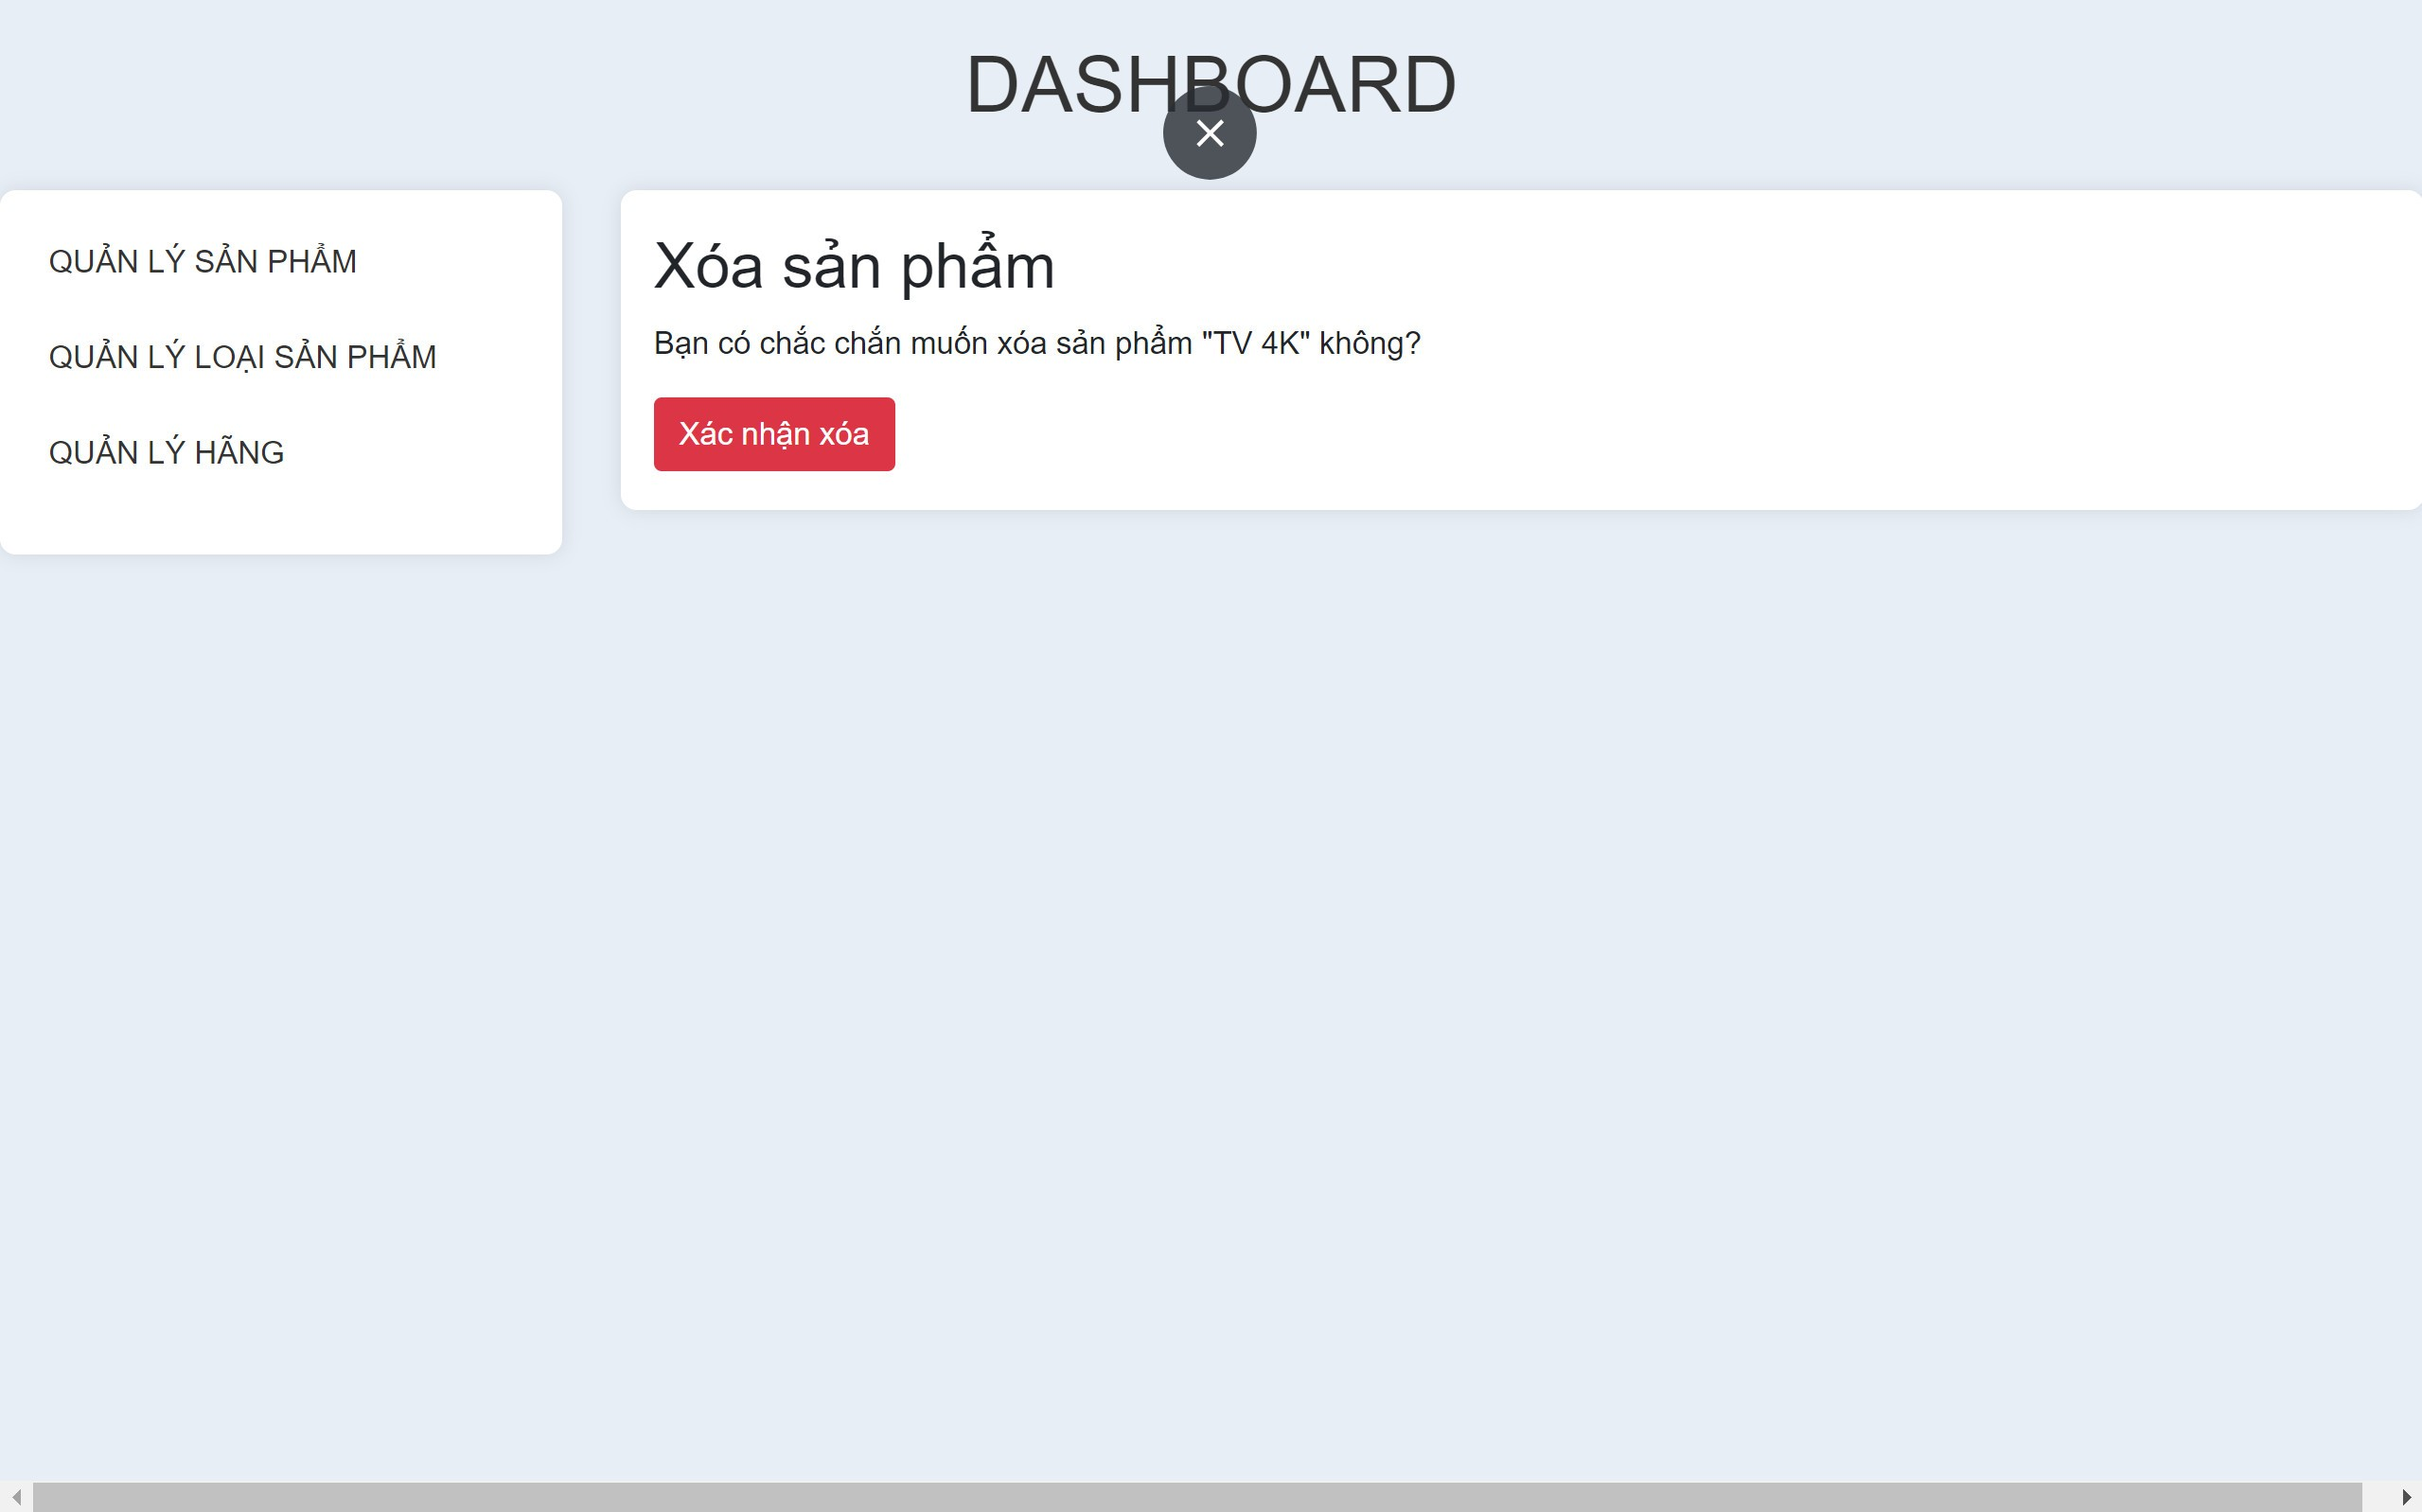 DASHBOARD
QUẢN LÝ SẢN PHẨM
QUẢN LÝ LOẠI SẢN PHẨM
QUẢN LÝ HÃNG
Xóa sản phẩm
Bạn có chắc chắn muốn xóa sản phẩm "TV 4K" không?
Xác nhận xóa